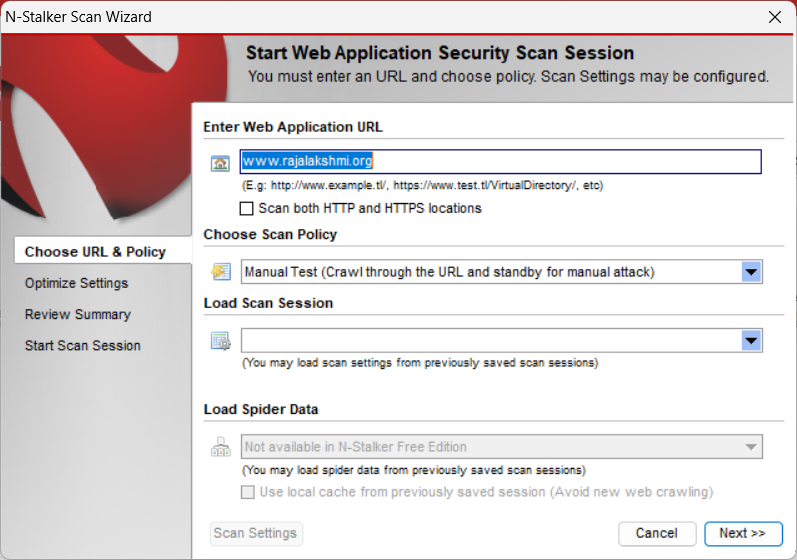 N-Stalker Scan Wizard
Start Web Application Security Scan Session
You must enter an URL and choose policy. Scan Settings may be configured.
Choose URL & Policy
Optimize Settings
Review Summary
Start Scan Session
Enter Web Application URL
www.rajalakshmi.org
(E.g: http://www.example.tl/, https://www.test.tl/VirtualDirectory/, etc)
Scan both HTTP and HTTPS locations
Choose Scan Policy
Manual Test (Crawl through the URL and standby for manual attack)
Load Scan Session
(You may load scan settings from previously saved scan sessions)
Load Spider Data
Not available in N-Stalker Free Edition
(You may load spider data from previously saved scan sessions)
Use local cache from previously saved session (Avoid new web crawling)
Scan Settings
Cancel
Next >>